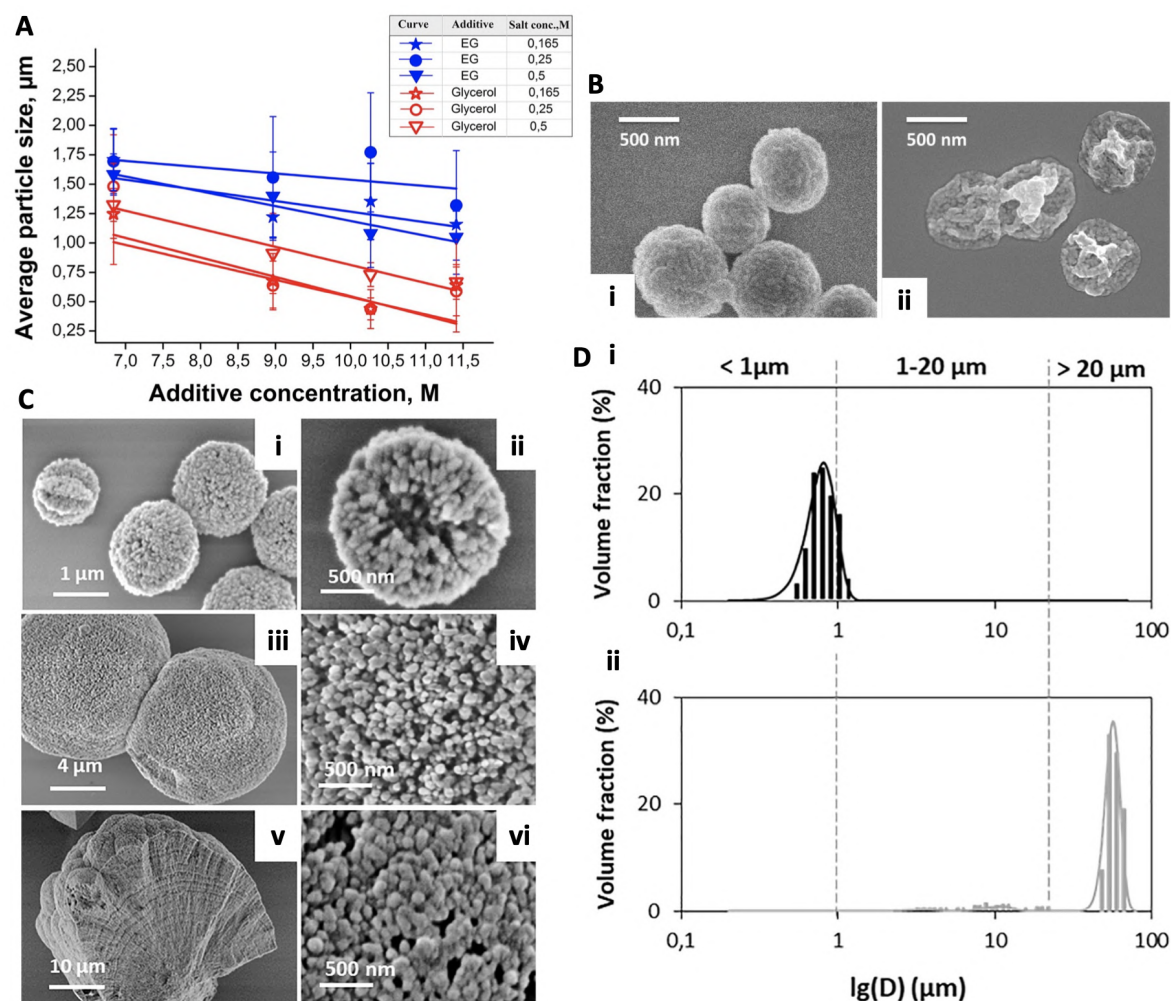 A
Curve Additive Salt conc.,M
EG 0,165
EG 0,25
EG 0,5
Glycerol 0,165
Glycerol 0,25
Glycerol 0,5
Average particle size, μm
2,50
2,25
2,00
1,75
1,50
1,25
1,00
0,75
0,50
0,25
7,0 7,5 8,0 8,5 9,0 9,5 10,0 10,5 11,0 11,5
Additive concentration, M
B
500 nm
i
500 nm
ii
C
i
1 μm
ii
500 nm
iii
4 μm
iv
500 nm
v
10 μm
vi
500 nm
D i
< 1μm 1-20 μm > 20 μm
Volume fraction (%)
40
20
0
0,1 1 10 100
ii
Volume fraction (%)
40
20
0
0,1 1 10 100
lg(D) (μm)